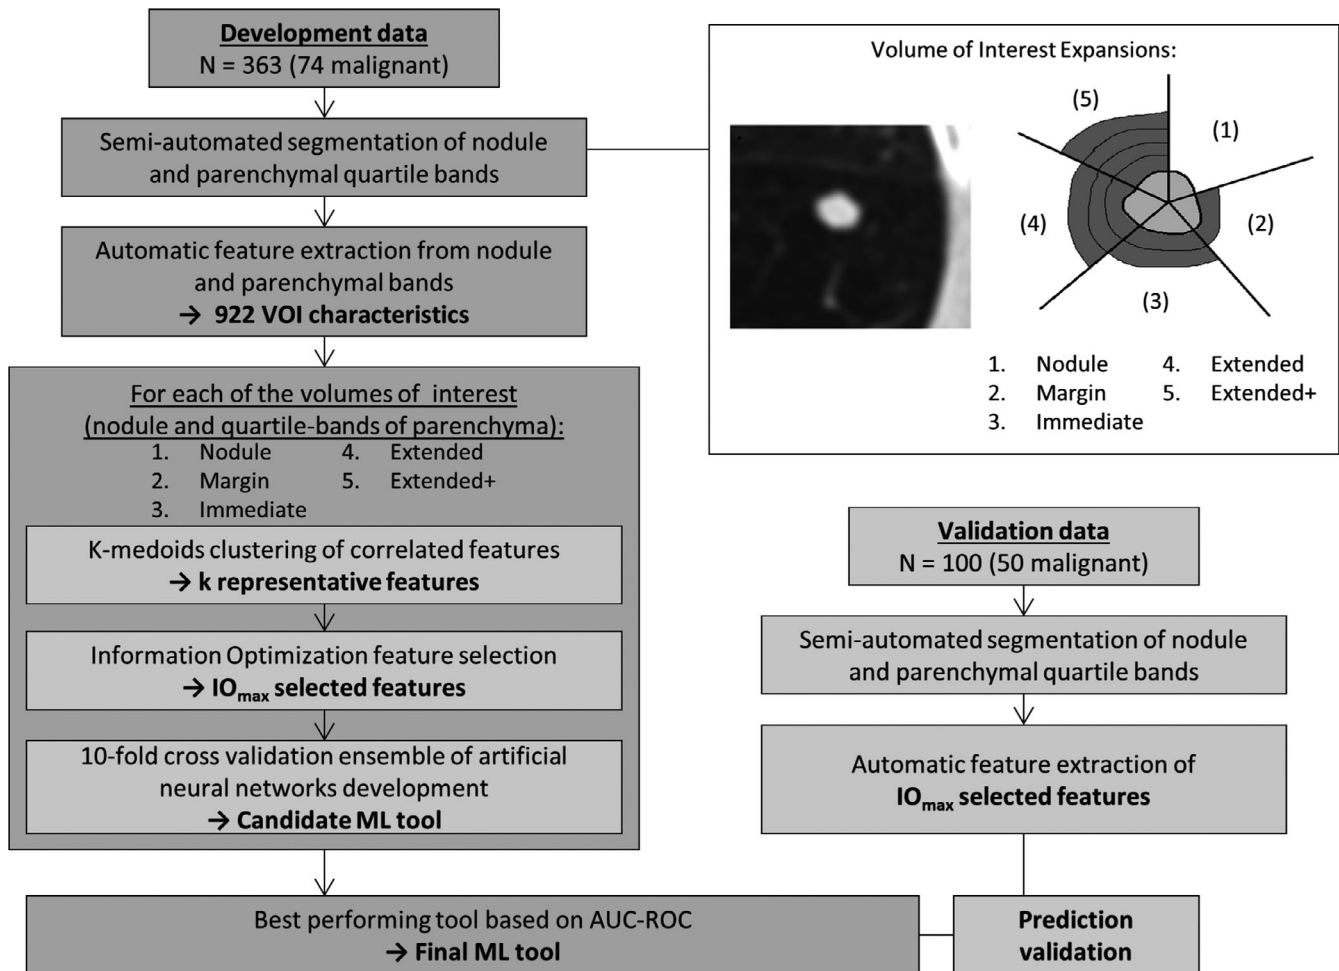 Development data
N = 363 (74 malignant)
Semi-automated segmentation of nodule
and parenchymal quartile bands
Automatic feature extraction from nodule
and parenchymal bands
→ 922 VOI characteristics
For each of the volumes of interest
(nodule and quartile-bands of parenchyma):
1. Nodule 4. Extended
2. Margin 5. Extended+
3. Immediate
K-medoids clustering of correlated features
→ k representative features
Information Optimization feature selection
→ IOmax selected features
10-fold cross validation ensemble of artificial
neural networks development
→ Candidate ML tool
Best performing tool based on AUC-ROC
→ Final ML tool
Volume of Interest Expansions:
(5)
(1)
(4)
(2)
(3)
1. Nodule 4. Extended
2. Margin 5. Extended+
3. Immediate
Validation data
N = 100 (50 malignant)
Semi-automated segmentation of nodule
and parenchymal quartile bands
Automatic feature extraction of
IOmax selected features
Prediction
validation